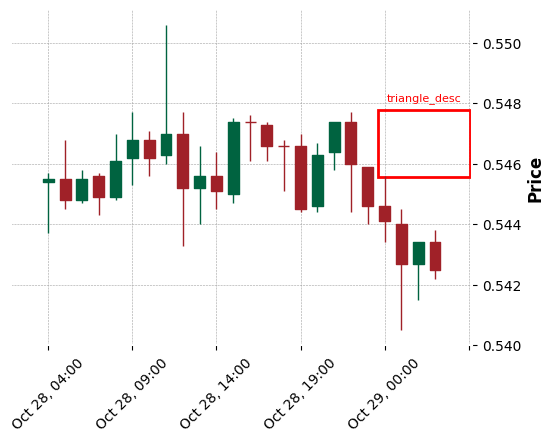 triangle_desc
0.550
0.548
0.546
0.544
0.542
0.540
Price
Oct 28, 04:00
Oct 28, 09:00
Oct 28, 14:00
Oct 28, 19:00
Oct 29, 00:00